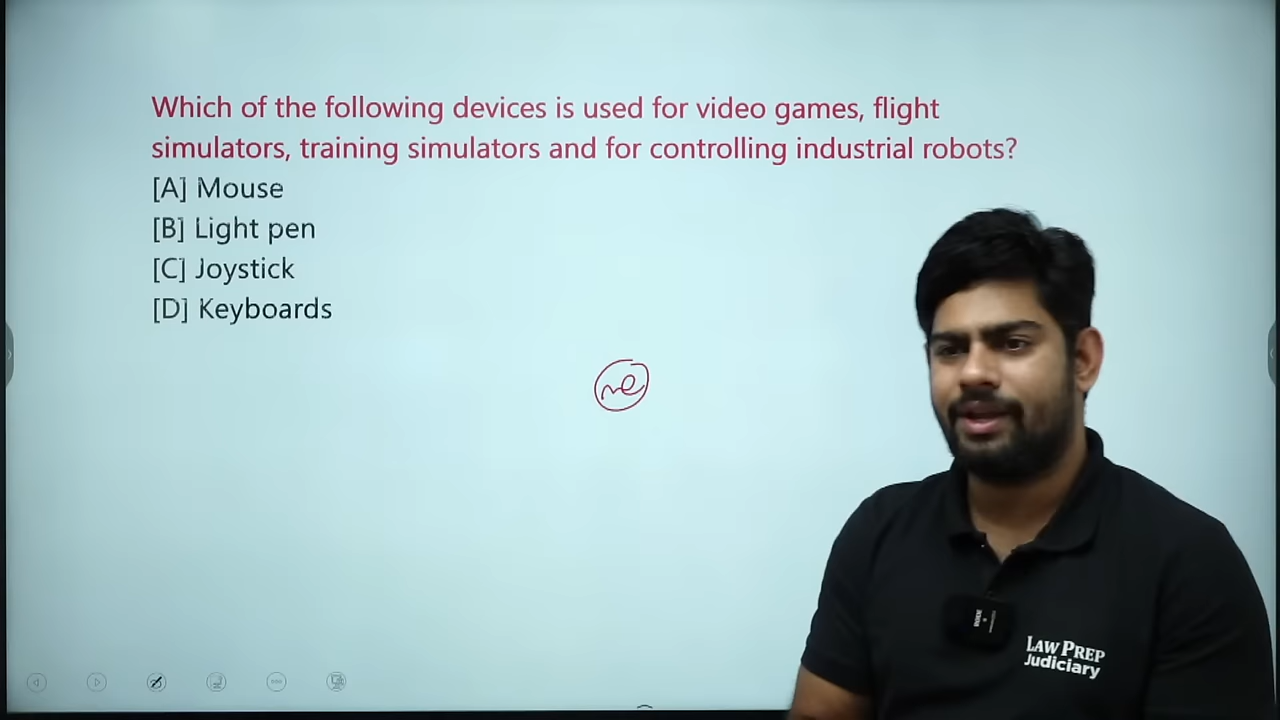 Which of the following devices is used for video games, flight
simulators, training simulators and for controlling industrial robots?
[A] Mouse
[B] Light pen
[C] Joystick
[D] Keyboards
LAW PREP
Judiciary